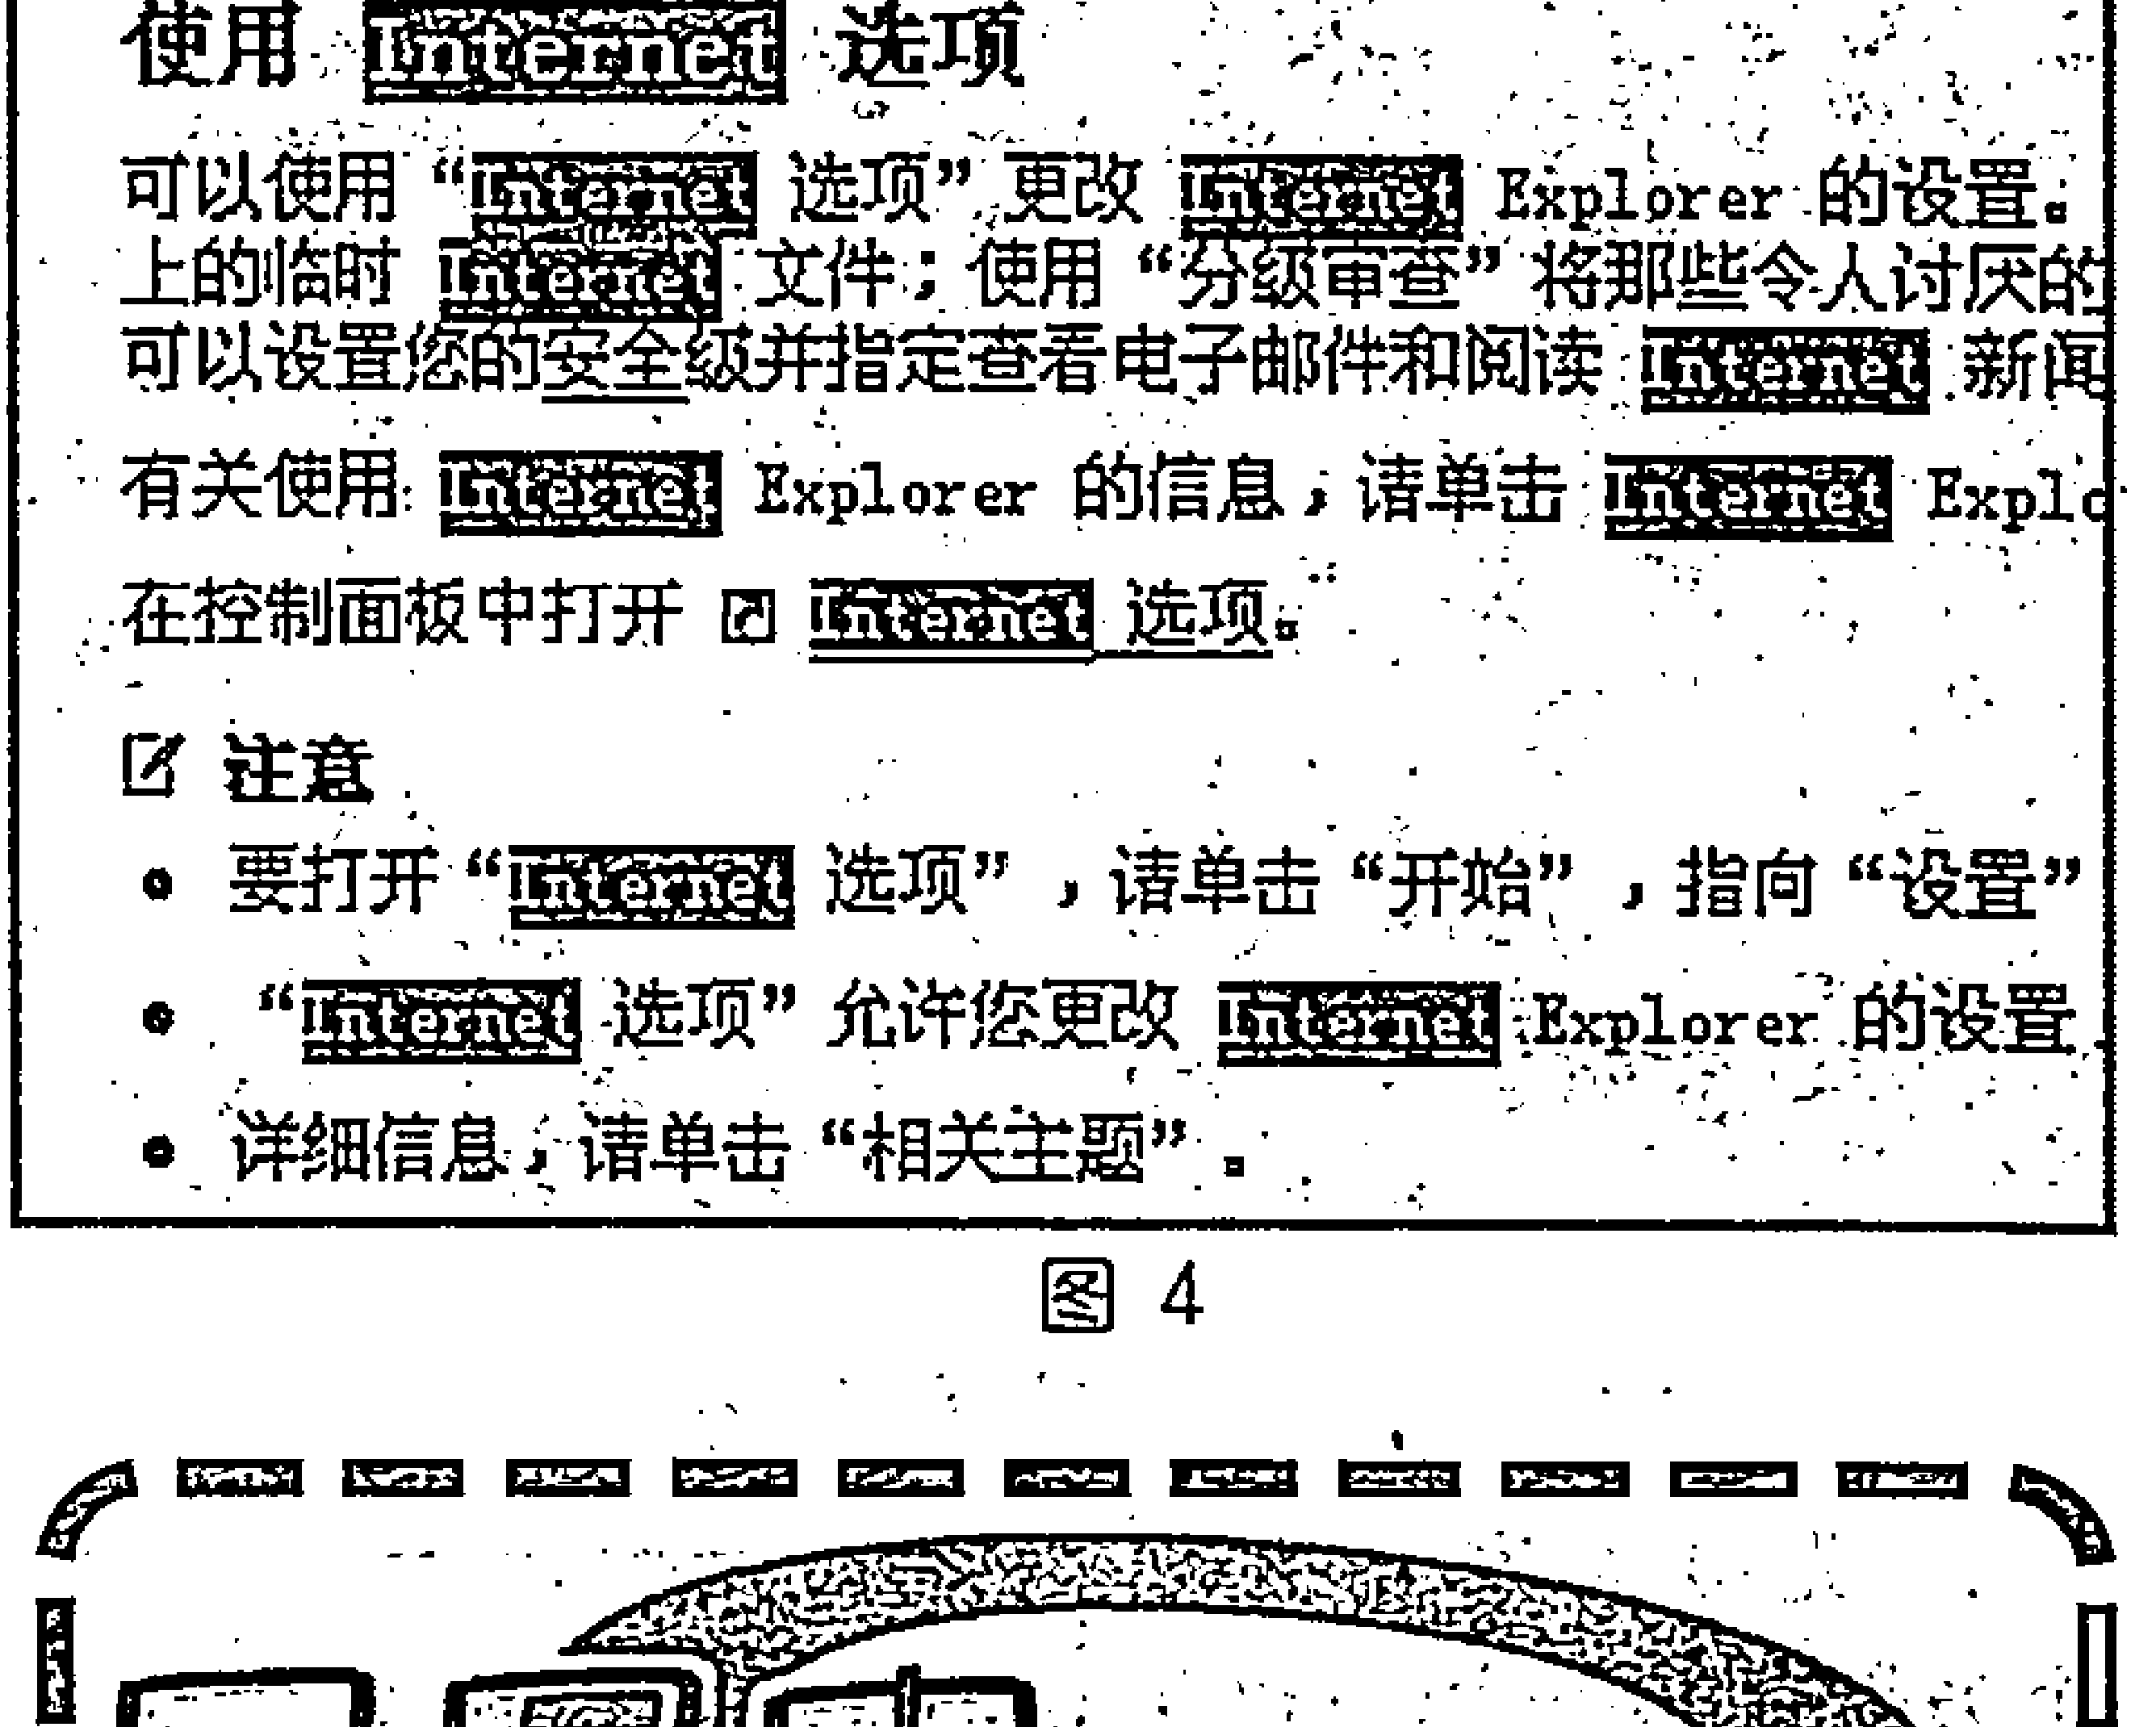 使用 Internet 选项
可以使用 “Internet 选项” 更改 Internet Explorer 的设置。
上的临时 Internet 文件；使用 “分级审查” 将那些令人讨厌的
可以设置您的安全级并指定查看电子邮件和阅读 Internet 新闻
有关使用 Internet Explorer 的信息，请单击 Internet Explo
在控制面板中打开 Internet 选项。
注意
• 要打开 “Internet 选项” ，请单击 “开始” ，指向 “设置”
• “Internet 选项” 允许您更改 Internet Explorer 的设置
• 详细信息，请单击 “相关主题” 。
图 4